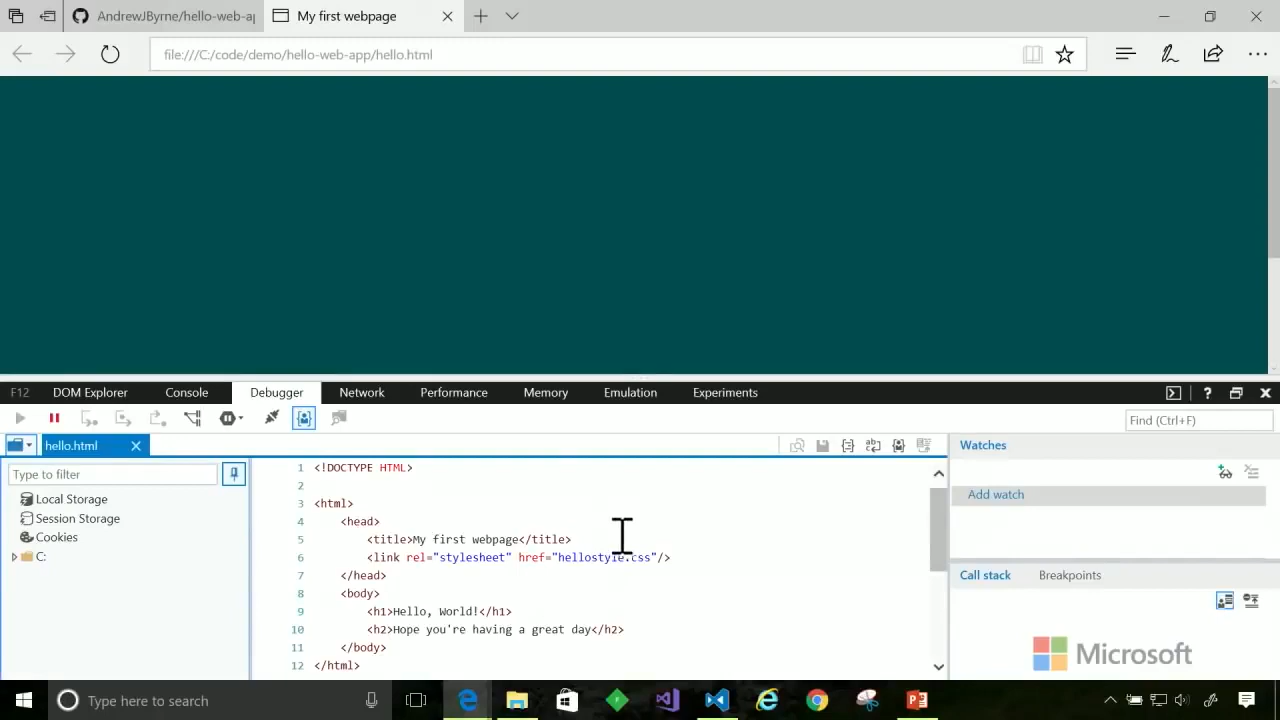 AndrewJByrne/hello-web-ap
My first webpage
file:///C:/code/demo/hello-web-app/hello.html
F12 DOM Explorer Console Debugger Network Performance Memory Emulation Experiments
Find (Ctrl+F)
hello.html
Watches
Type to filter
Add watch
Local Storage
Session Storage
Cookies
C:
1 <!DOCTYPE HTML>
2
3 <html>
4 <head>
5 <title>My first webpage</title>
6 <link rel="stylesheet" href="hellostyle.css"/>
7 </head>
8 <body>
9 <h1>Hello, World!</h1>
10 <h2>Hope you're having a great day</h2>
11 </body>
12 </html>
Call stack Breakpoints
Microsoft
Type here to search